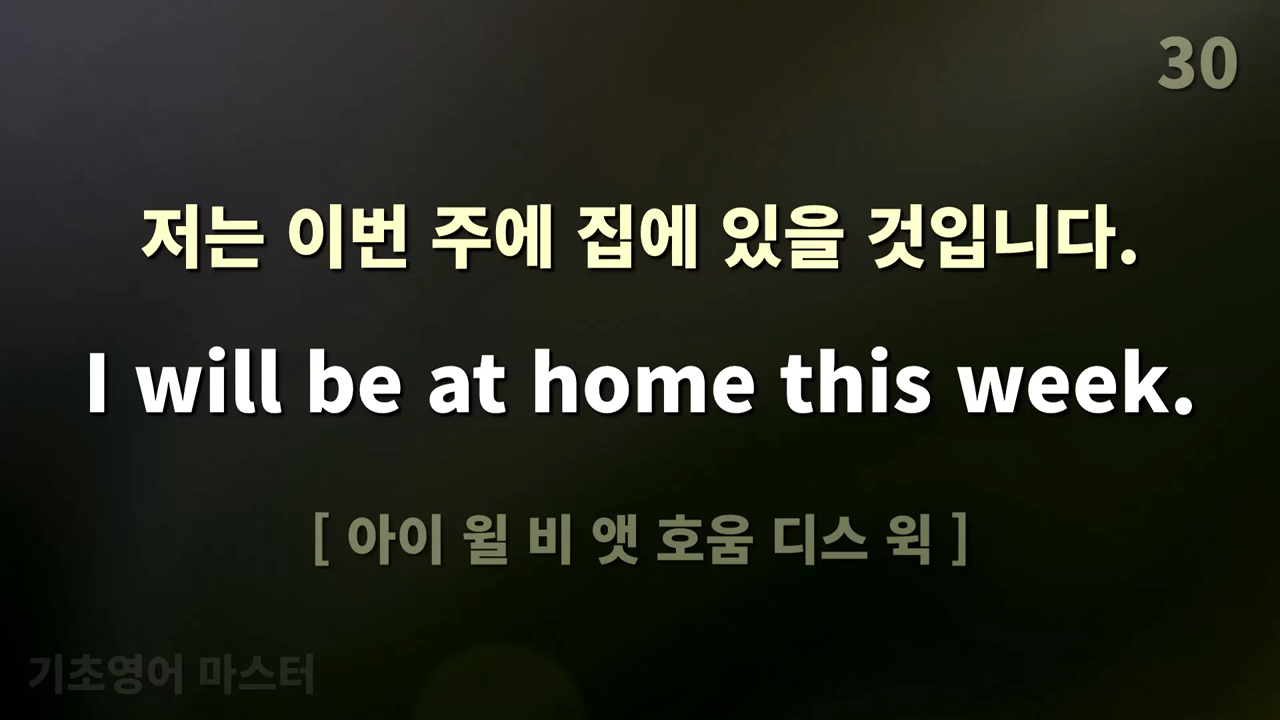 30
저는 이번 주에 집에 있을 것입니다.
I will be at home this week.
[ 아이 윌 비 앳 호움 디스 윅 ]
기초영어 마스터